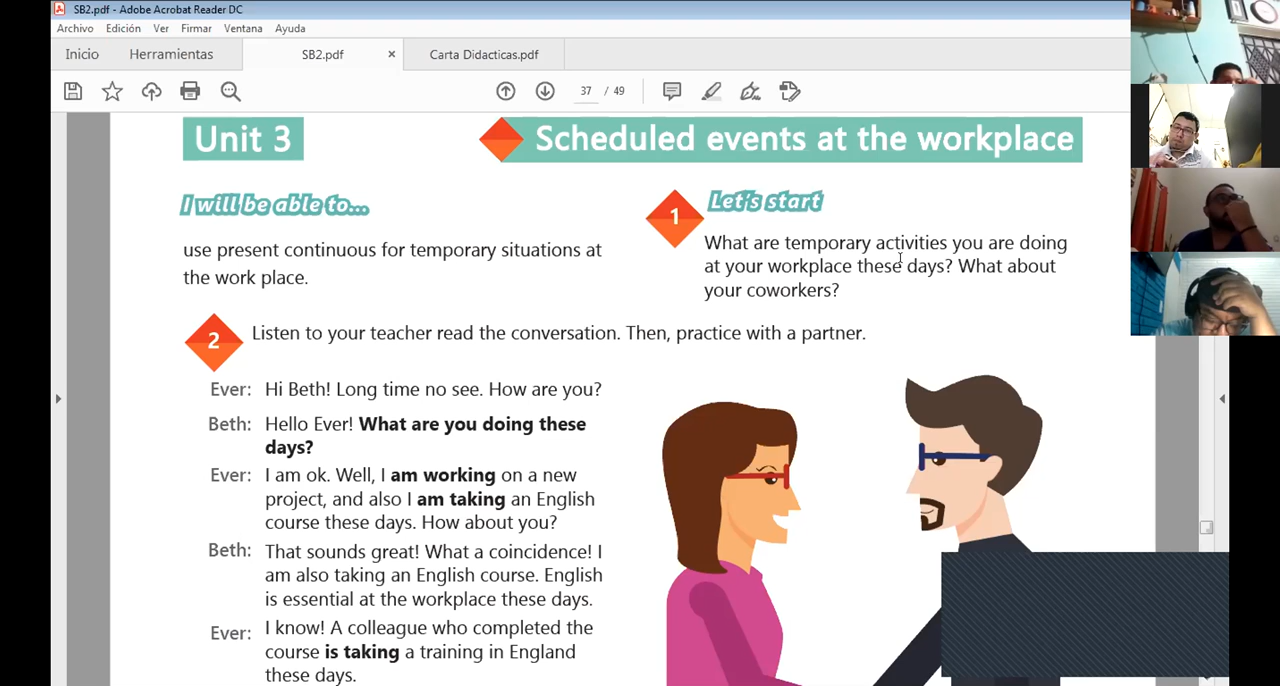 SB2.pdf - Adobe Acrobat Reader DC
Archivo Edición Ver Firmar Ventana Ayuda
Inicio Herramientas SB2.pdf × Carta Didacticas.pdf
37 / 49
Unit 3
Scheduled events at the workplace
I will be able to...
use present continuous for temporary situations at
the work place.
1
Let's start
What are temporary activities you are doing
at your workplace these days? What about
your coworkers?
2
Listen to your teacher read the conversation. Then, practice with a partner.
Ever: Hi Beth! Long time no see. How are you?
Beth: Hello Ever! What are you doing these
days?
Ever: I am ok. Well, I am working on a new
project, and also I am taking an English
course these days. How about you?
Beth: That sounds great! What a coincidence! I
am also taking an English course. English
is essential at the workplace these days.
Ever: I know! A colleague who completed the
course is taking a training in England
these days.